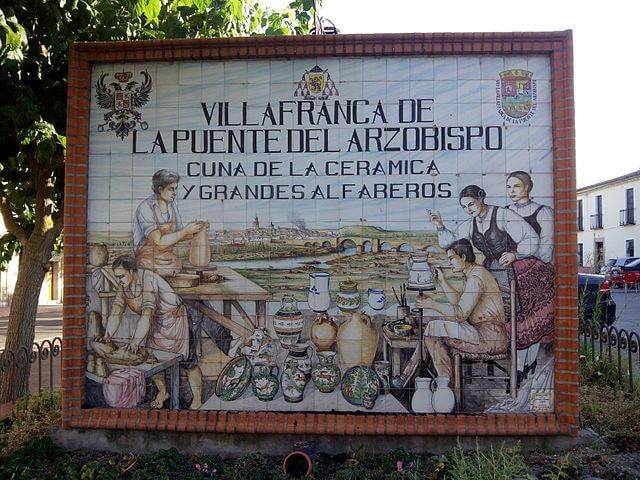 VILLAFRANCA DE
LA PUENTE DEL ARZOBISPO
CUNA DE LA CERAMICA
Y GRANDES ALFAREROS